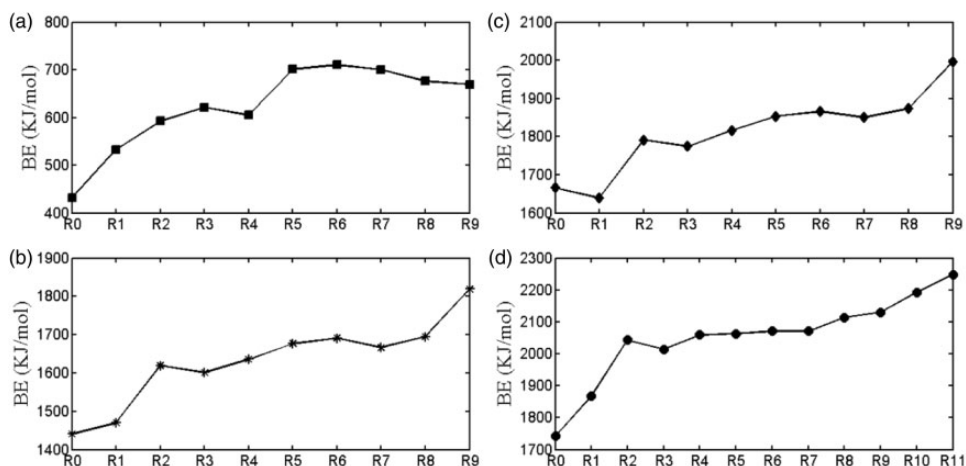 (a)
800
700
600
500
400
BE (KJ/mol)
R0 R1 R2 R3 R4 R5 R6 R7 R8 R9
(c)
2100
2000
1900
1800
1700
1600
BE (KJ/mol)
R0 R1 R2 R3 R4 R5 R6 R7 R8 R9
(b)
1900
1800
1700
1600
1500
1400
BE (KJ/mol)
R0 R1 R2 R3 R4 R5 R6 R7 R8 R9
(d)
2300
2200
2100
2000
1900
1800
1700
BE (KJ/mol)
R0 R1 R2 R3 R4 R5 R6 R7 R8 R9 R10 R11